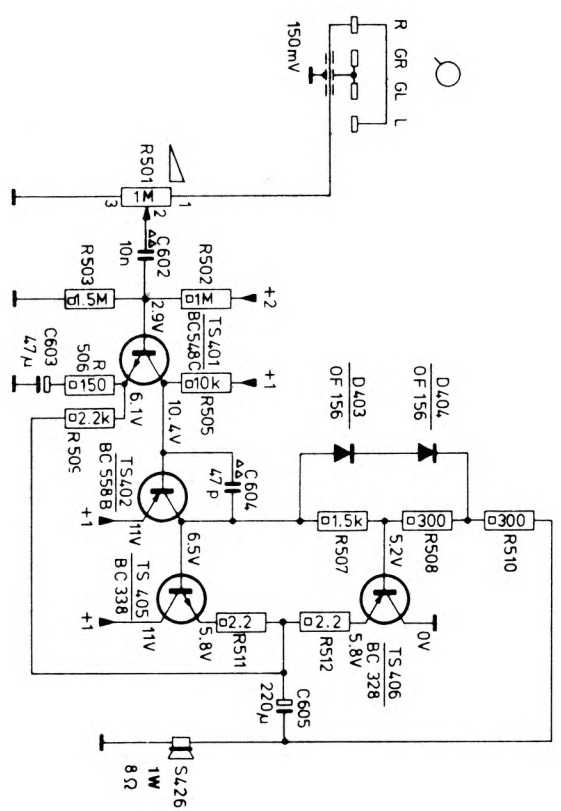 R
GR
GL
L
150mV
R501
1M
1
2
3
C602
10n
R503
1.5M
R502
1M
+2
2.9V
TS401
BC548C
C603
47µ
R
506
150
6.1V
R505
10k
+1
10.4V
2.2k
R509
TS402
BC558B
+1
11V
C604
47p
D403
OF156
D404
OF156
1.5k
R507
300
R508
300
R510
6.5V
TS405
BC338
+1
11V
5.8V
2.2
R511
2.2
R512
5.2V
5.8V
0V
TS406
BC328
C605
220µ
S426
1W
8Ω